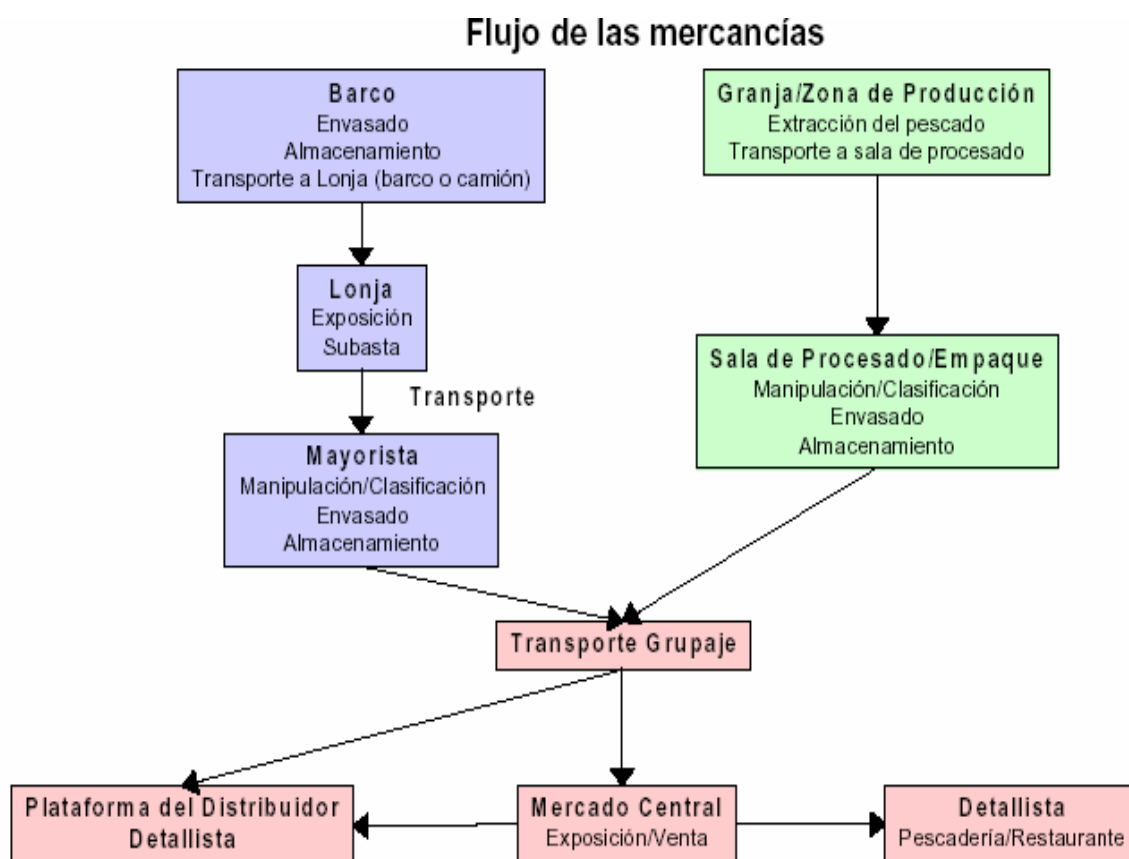 Flujo de las mercancías
Barco
Envasado
Almacenamiento
Transporte a Lonja (barco o camión)
Granja/Zona de Producción
Extracción del pescado
Transporte a sala de procesado
Lonja
Exposición
Subasta
Transporte
Sala de Procesado/Empaque
Manipulación/Clasificación
Envasado
Almacenamiento
Mayorista
Manipulación/Clasificación
Envasado
Almacenamiento
Transporte Grupaje
Plataforma del Distribuidor
Detallista
Mercado Central
Exposición/Venta
Detallista
Pescadería/Restaurante